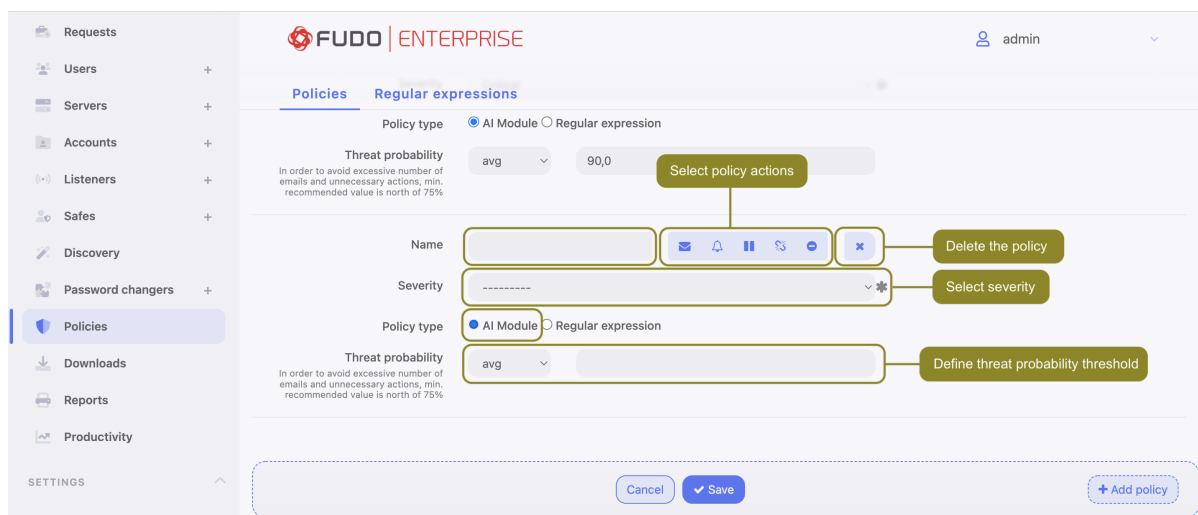 Requests
Users +
Servers +
Accounts +
Listeners +
Safes +
Discovery
Password changers +
Policies
Downloads
Reports
Productivity
SETTINGS
FUDO | ENTERPRISE
admin
Policies Regular expressions
Policy type AI Module Regular expression
Threat probability
In order to avoid excessive number of
emails and unnecessary actions, min.
recommended value is north of 75%
avg 90,0
Select policy actions
Name
Delete the policy
Severity --------- ✱
Select severity
Policy type AI Module Regular expression
Threat probability
In order to avoid excessive number of
emails and unnecessary actions, min.
recommended value is north of 75%
avg
Define threat probability threshold
Cancel Save + Add policy